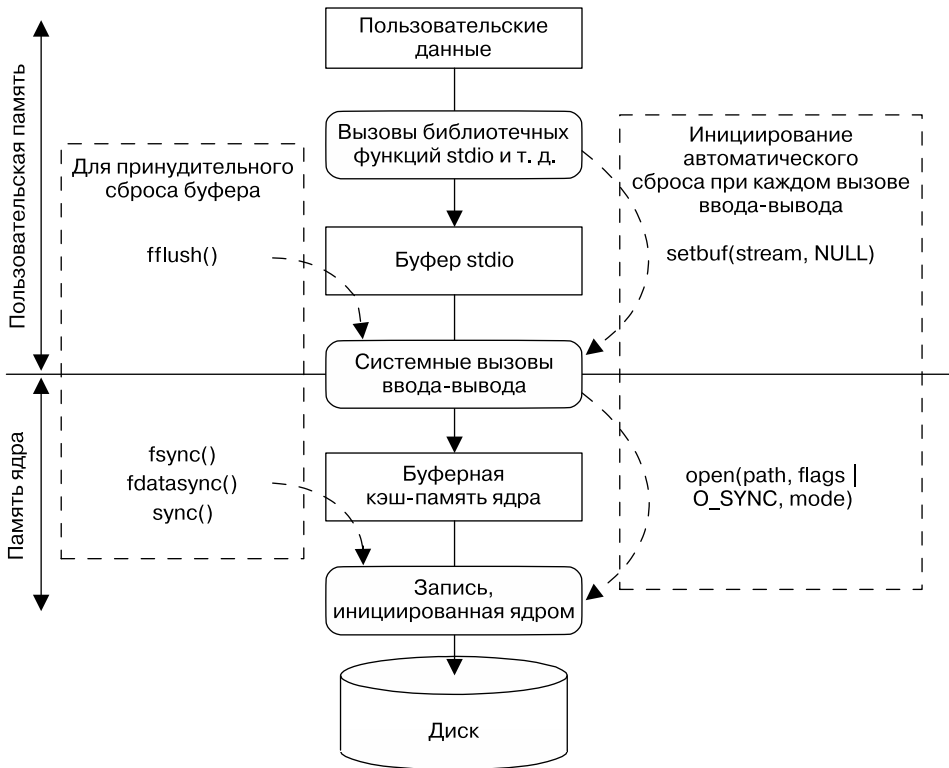 Пользовательские
данные
Пользовательская память
Вызовы библиотечных
функций stdio и т. д.
Для принудительного
сброса буфера
Инициирование
автоматического
сброса при каждом вызове
ввода-вывода
fflush()
Буфер stdio
setbuf(stream, NULL)
Системные вызовы
ввода-вывода
Память ядра
fsync()
fdatasync()
sync()
Буферная
кэш-память ядра
open(path, flags |
O_SYNC, mode)
Запись,
инициированная ядром
Диск